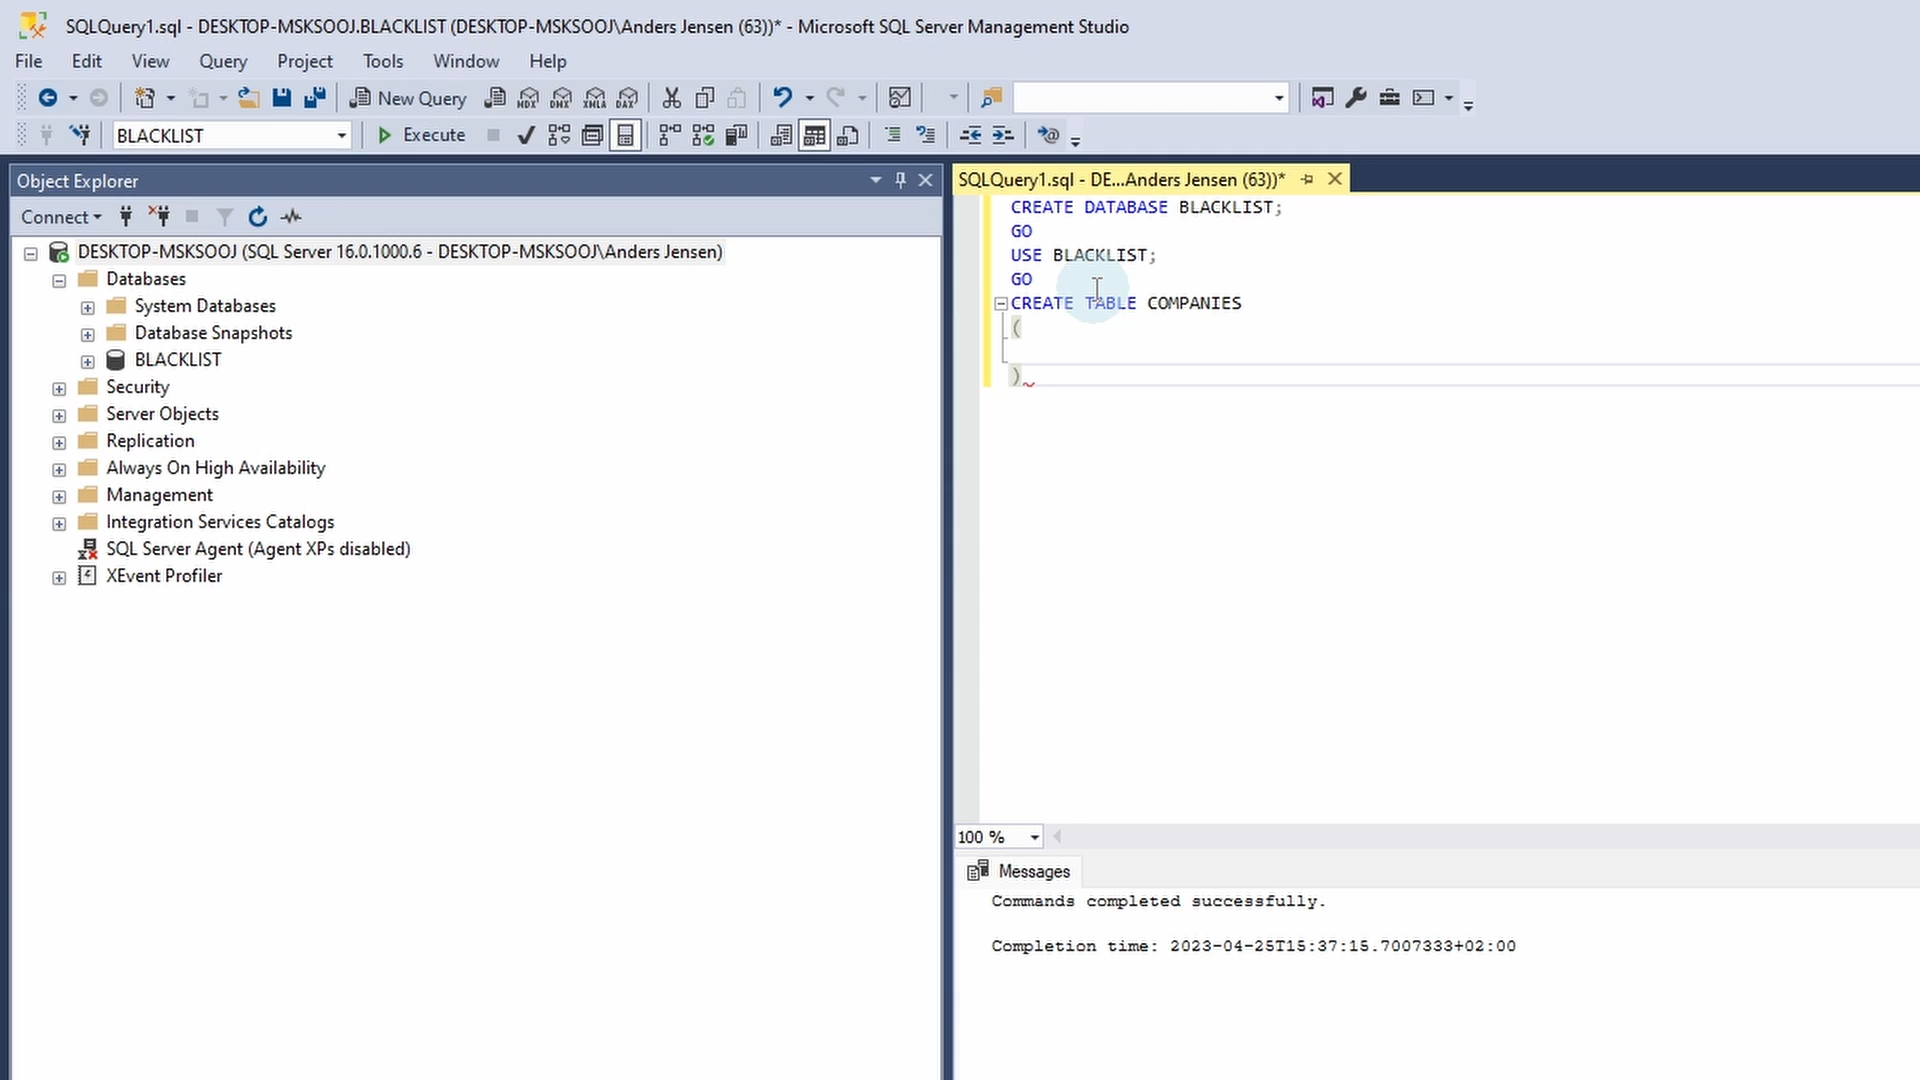 SQLQuery1.sql - DESKTOP-MSKSOOJ.BLACKLIST (DESKTOP-MSKSOOJ\Anders Jensen (63))* - Microsoft SQL Server Management Studio
File Edit View Query Project Tools Window Help
New Query MDX DMX XMLA DAX
BLACKLIST Execute
Object Explorer
Connect
DESKTOP-MSKSOOJ (SQL Server 16.0.1000.6 - DESKTOP-MSKSOOJ\Anders Jensen)
Databases
System Databases
Database Snapshots
BLACKLIST
Security
Server Objects
Replication
Always On High Availability
Management
Integration Services Catalogs
SQL Server Agent (Agent XPs disabled)
XEvent Profiler
SQLQuery1.sql - DE...Anders Jensen (63))*
CREATE DATABASE BLACKLIST;
GO
USE BLACKLIST;
GO
CREATE TABLE COMPANIES
(
)
100 %
Messages
Commands completed successfully.
Completion time: 2023-04-25T15:37:15.7007333+02:00